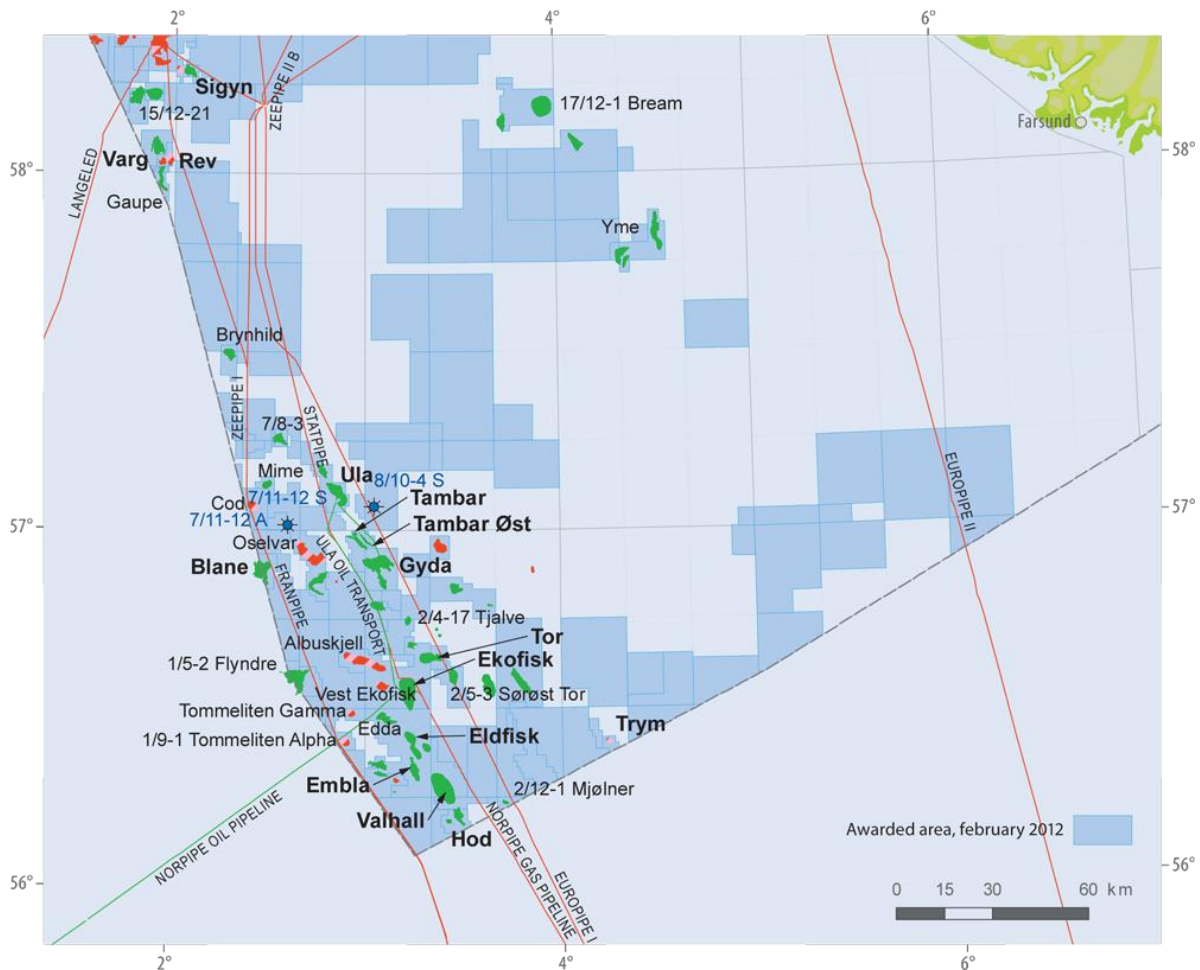 2°
4°
6°
Sigyn
15/12-21
ZEEPIPE II B
17/12-1 Bream
Farsund
LANGELED
Varg
Rev
58°
58°
Gaupe
Yme
Brynhild
ZEEPIPE I
STATPIPE
7/8-3
Mime
Ula
8/10-4 S
7/11-12 S
Tambar
Cod
7/11-12 A
57°
57°
Tambar Øst
Oselvar
EUROPIPE II
Blane
FRANPIPE
ULA OIL TRANSPORT
Gyda
2/4-17 Tjalve
Albuskjell
Tor
1/5-2 Flyndre
Ekofisk
Vest Ekofisk
2/5-3 Sørøst Tor
Tommeliten Gamma
Edda
Trym
1/9-1 Tommeliten Alpha
Eldfisk
Embla
2/12-1 Mjølner
Valhall
Hod
NORPIPE OIL PIPELINE
NORPIPE GAS PIPELINE
EUROPIPE I
Awarded area, february 2012
56°
56°
0 15 30 60 km
2°
4°
6°